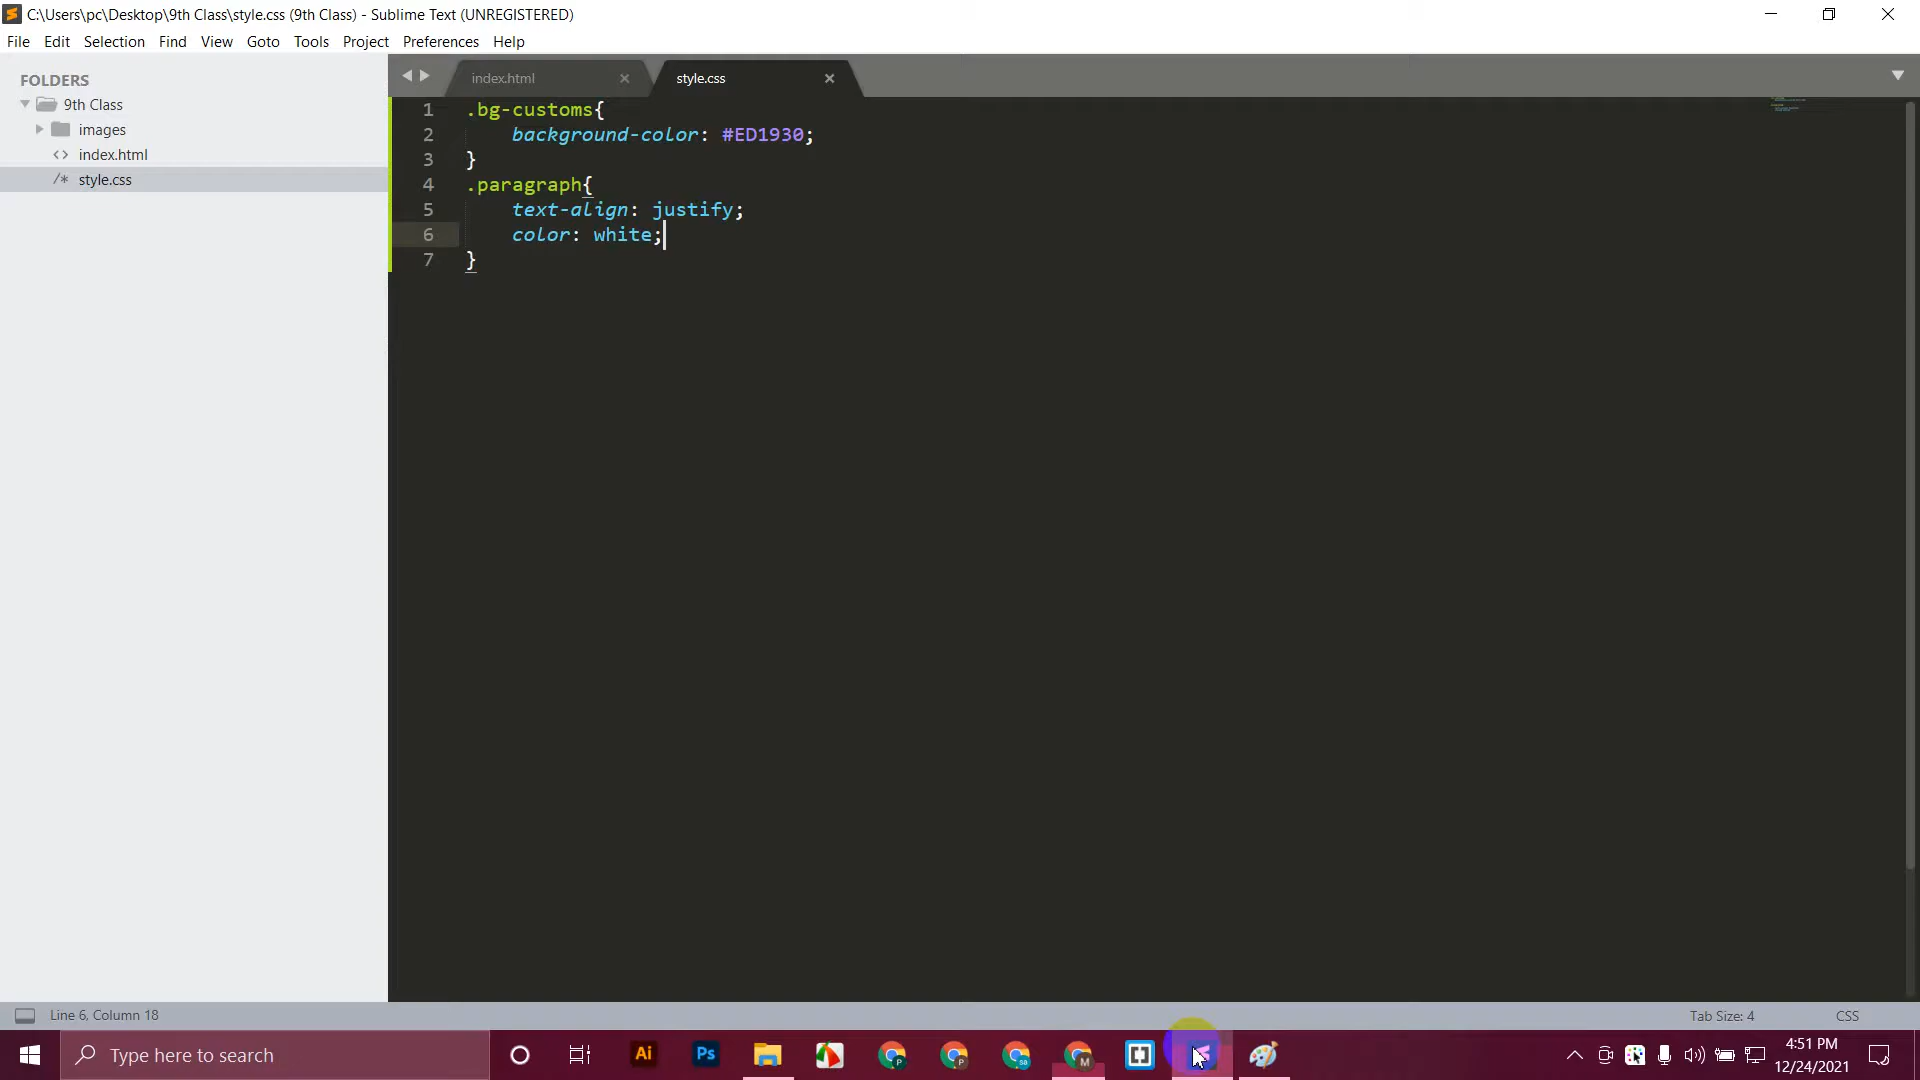 C:\Users\pc\Desktop\9th Class\style.css (9th Class) - Sublime Text (UNREGISTERED)
File Edit Selection Find View Goto Tools Project Preferences Help
FOLDERS
9th Class
images
<> index.html
/* style.css
index.html
style.css
1 .bg-customs{
2 background-color: #ED1930;
3 }
4 .paragraph{
5 text-align: justify;
6 color: white;
7 }
Line 6, Column 18
Tab Size: 4
CSS
Type here to search
Ai
Ps
P
P
sa
M
4:51 PM
12/24/2021